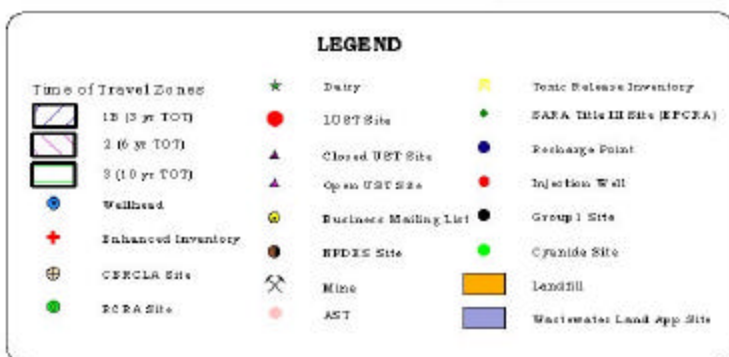 LEGEND
Time of Travel Zones
1B (3 yr TOT)
2 (6 yr TOT)
3 (10 yr TOT)
Wellhead
Enhanced Inventory
CERCLA Site
RCRA Site
Dairy
LUST Site
Closed UST Site
Open UST Site
Business Mailing List
NPDES Site
Mine
AST
Toxic Release Inventory
SARA Title III Site (EPCRA)
Recharge Point
Injection Well
Group 1 Site
Cyanide Site
Landfill
Wastewater Land App Site